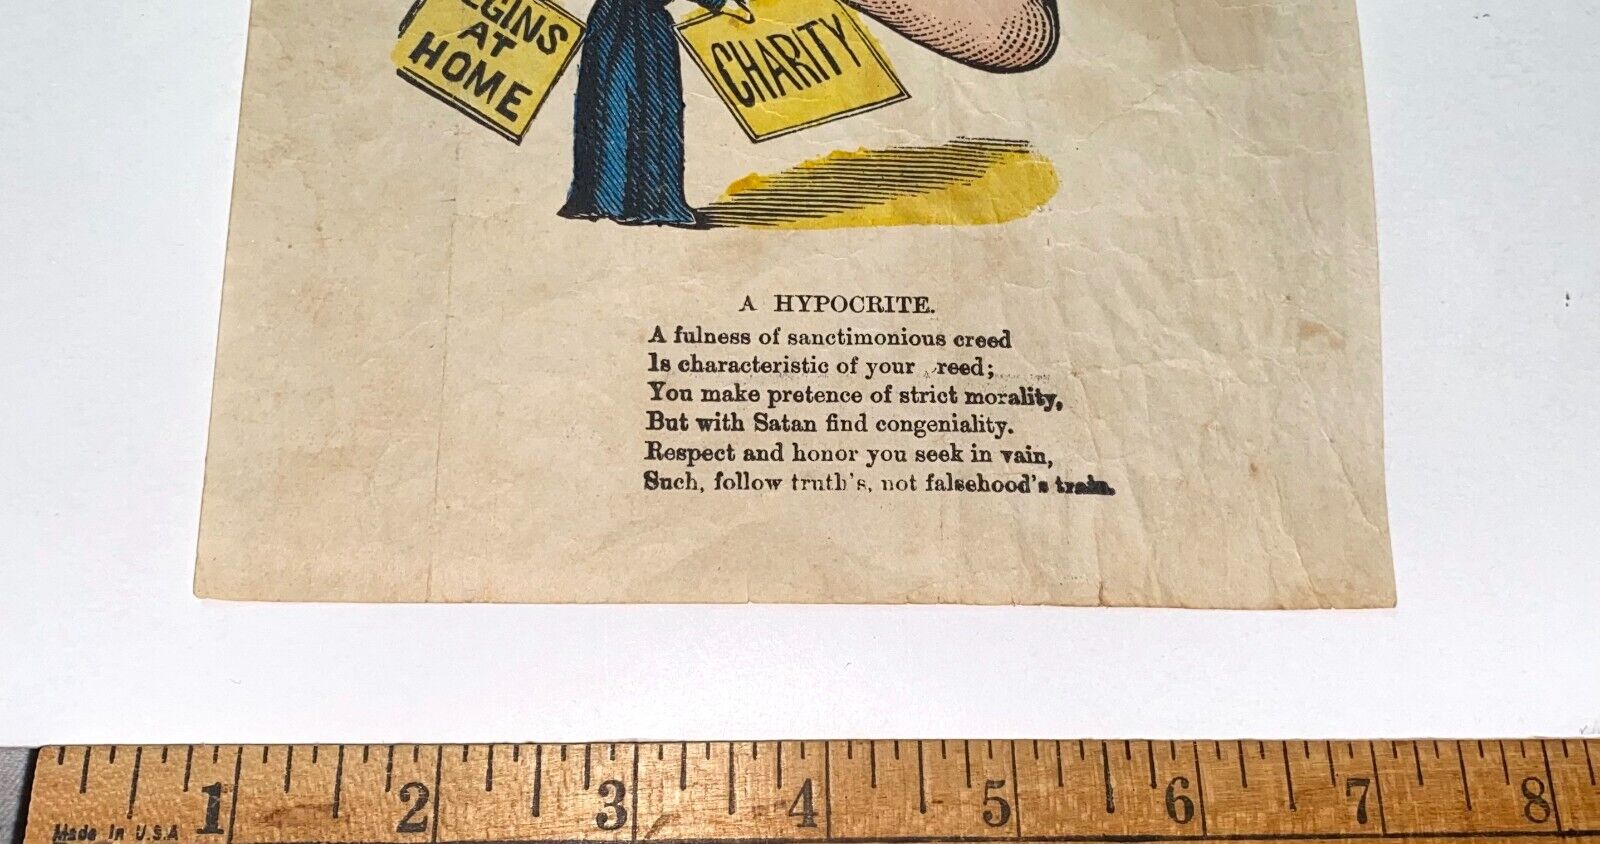 EGINS
AT
HOME
CHARITY
A HYPOCRITE.
A fulness of sanctimonious creed
Is characteristic of your reed;
You make pretence of strict morality,
But with Satan find congeniality.
Respect and honor you seek in vain,
Such, follow truth's, not falsehood's train.
1 2 3 4 5 6 7 8
Made In U.S.A